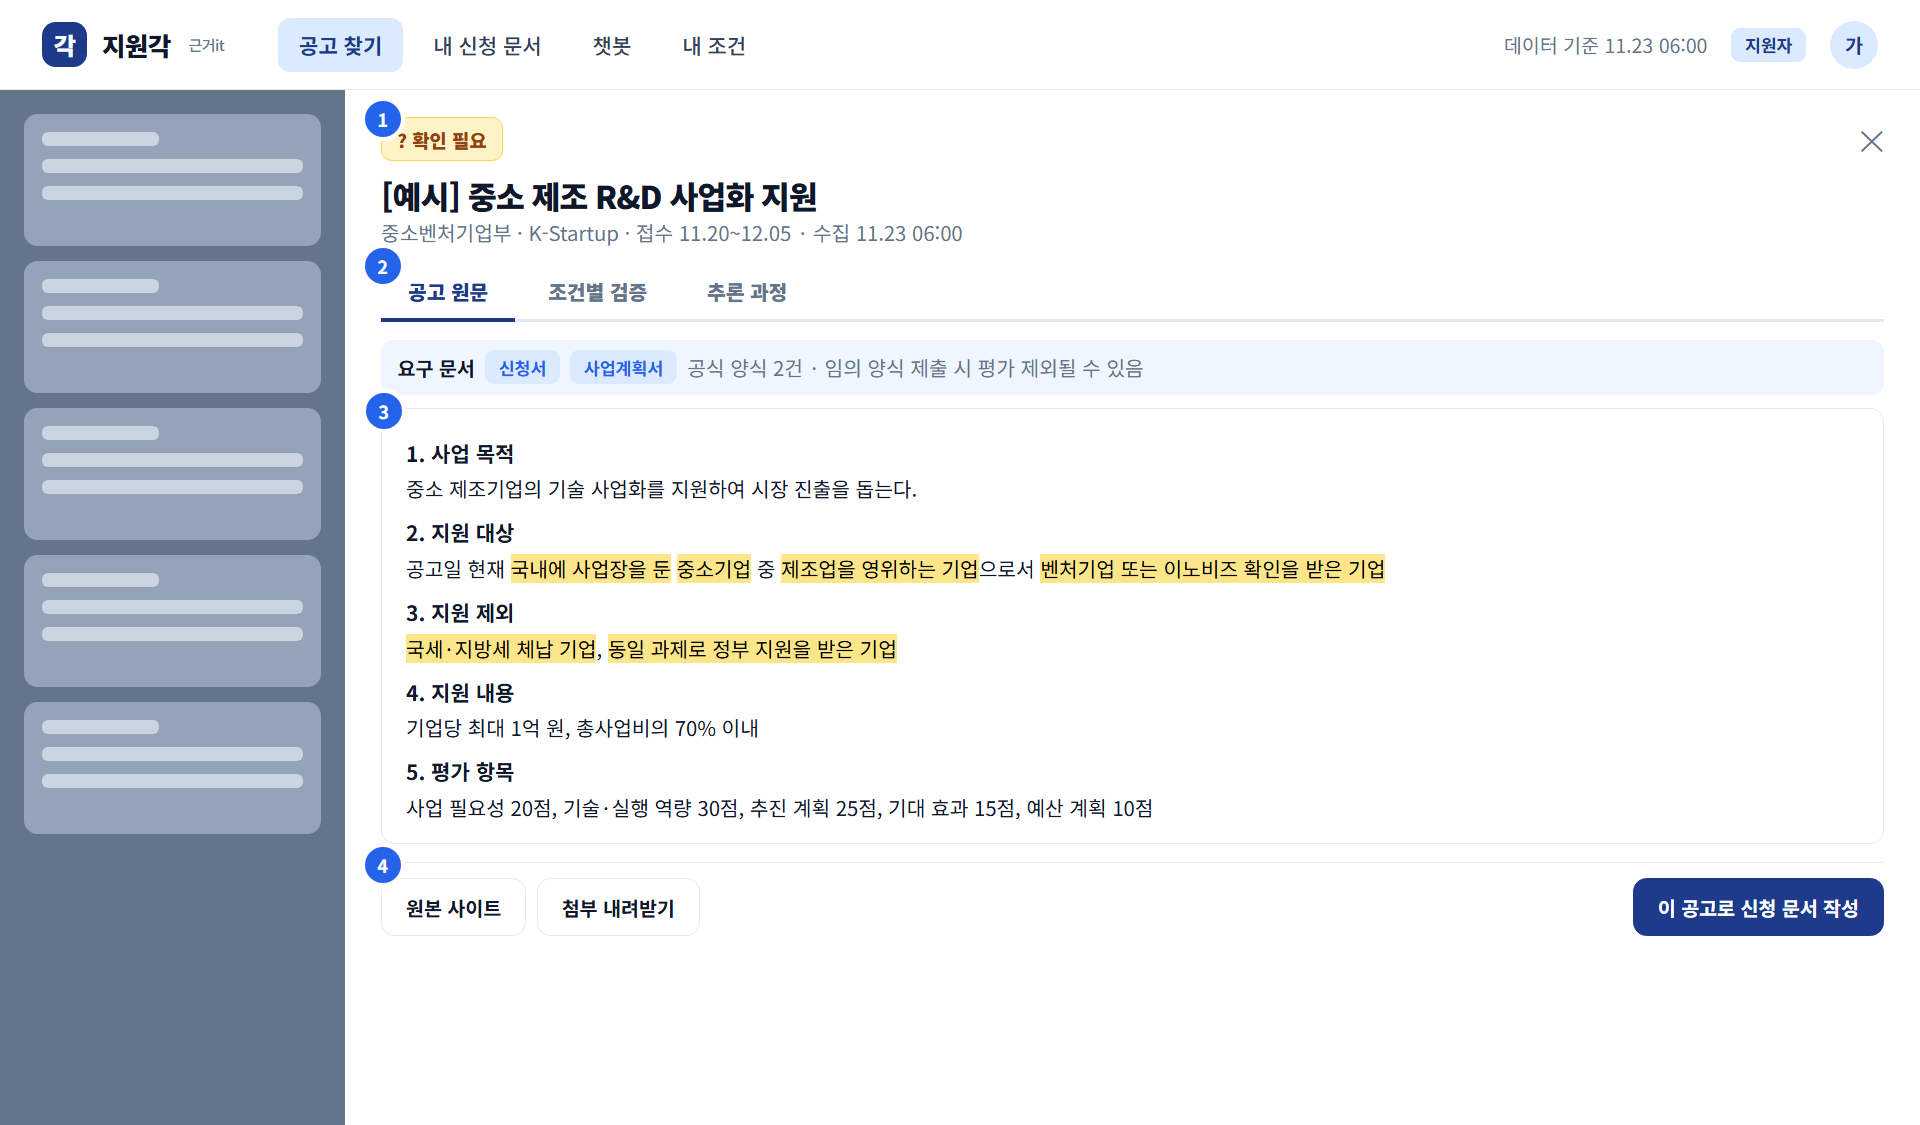 각 지원각 근거it 공고 찾기 내 신청 문서 챗봇 내 조건 데이터 기준 11.23 06:00 지원자 가
1
? 확인 필요
[예시] 중소 제조 R&D 사업화 지원
중소벤처기업부 · K-Startup · 접수 11.20~12.05 · 수집 11.23 06:00
2
공고 원문 조건별 검증 추론 과정
요구 문서 신청서 사업계획서 공식 양식 2건 · 임의 양식 제출 시 평가 제외될 수 있음
3
1. 사업 목적
중소 제조기업의 기술 사업화를 지원하여 시장 진출을 돕는다.
2. 지원 대상
공고일 현재 국내에 사업장을 둔 중소기업 중 제조업을 영위하는 기업으로서 벤처기업 또는 이노비즈 확인을 받은 기업
3. 지원 제외
국세·지방세 체납 기업, 동일 과제로 정부 지원을 받은 기업
4. 지원 내용
기업당 최대 1억 원, 총사업비의 70% 이내
5. 평가 항목
사업 필요성 20점, 기술·실행 역량 30점, 추진 계획 25점, 기대 효과 15점, 예산 계획 10점
4
원본 사이트 첨부 내려받기 이 공고로 신청 문서 작성